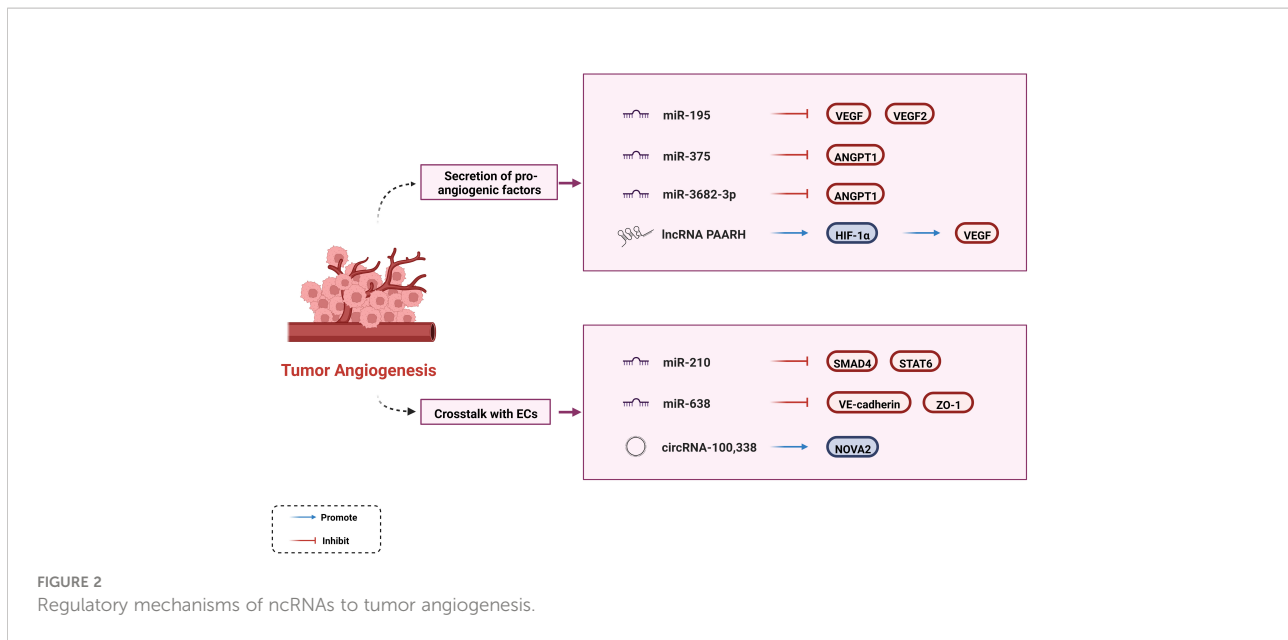 Secretion of pro-
angiogenic factors
miR-195 VEGF VEGF2
miR-375 ANGPT1
miR-3682-3p ANGPT1
lncRNA PAARH HIF-1α VEGF
Tumor Angiogenesis
Crosstalk with ECs
miR-210 SMAD4 STAT6
miR-638 VE-cadherin ZO-1
circRNA-100,338 NOVA2
Promote
Inhibit
FIGURE 2
Regulatory mechanisms of ncRNAs to tumor angiogenesis.